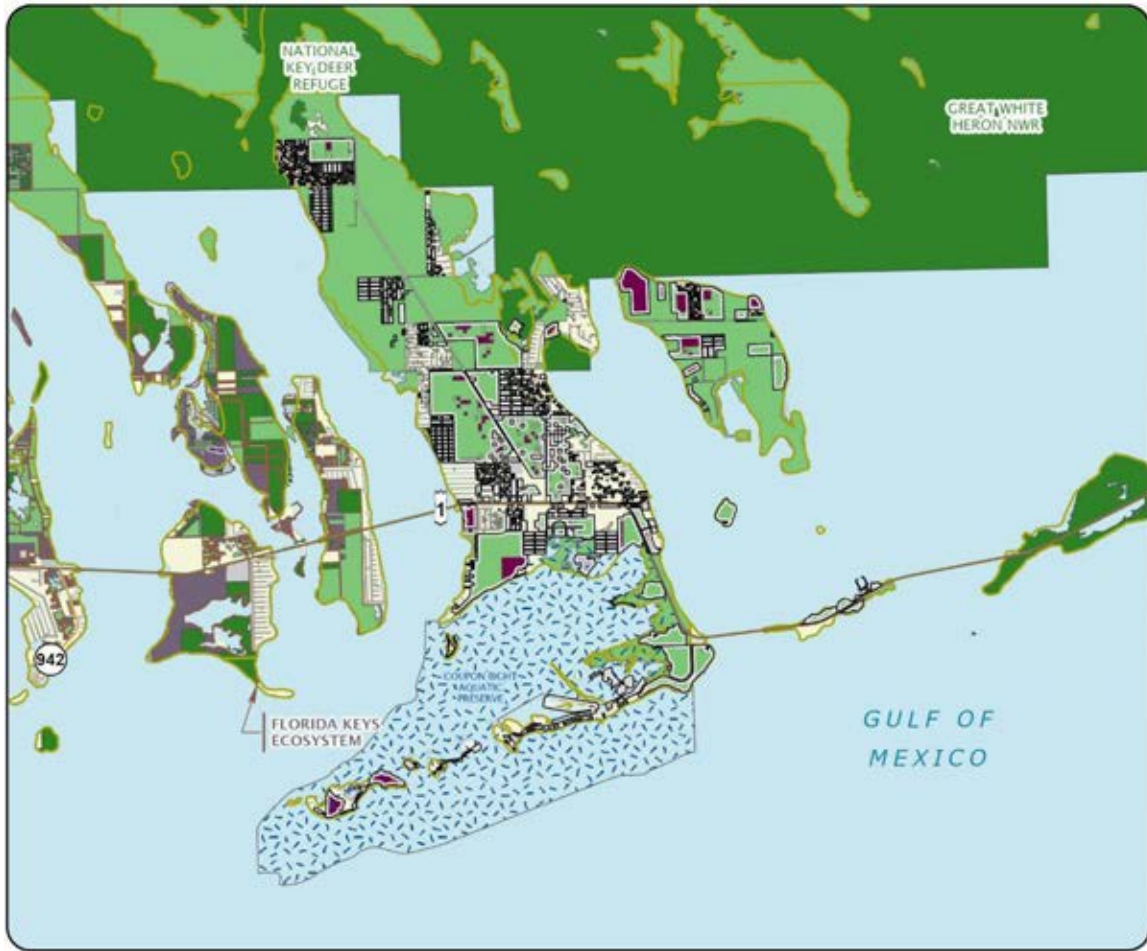 NATIONAL
KEY DEER
REFUGE
GREAT WHITE
HERON NWR
1
942
COUPON BIGHT
AQUATIC
PRESERVE
FLORIDA KEYS
ECOSYSTEM
GULF OF
MEXICO